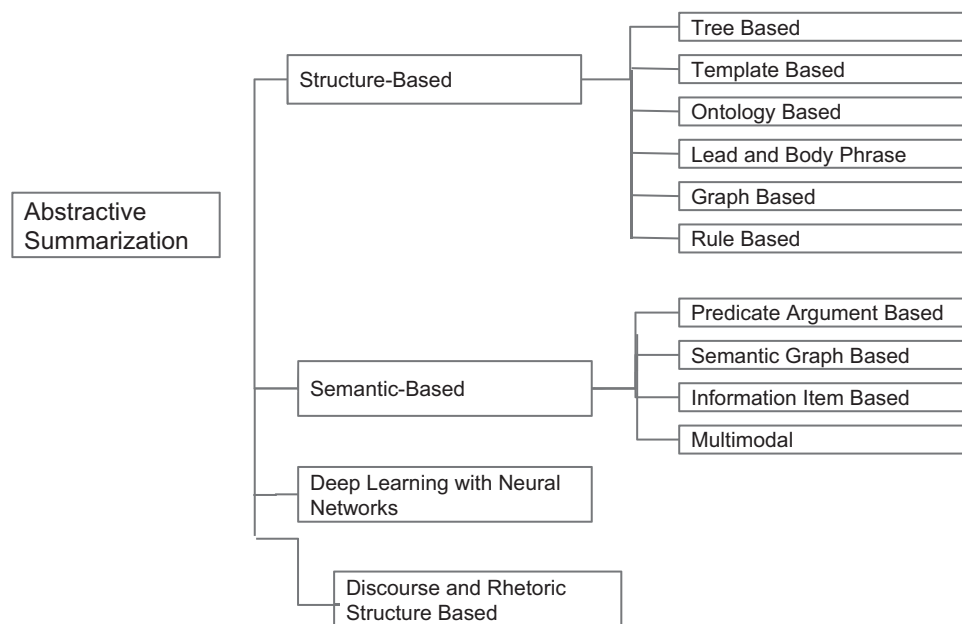 Abstractive
Summarization
Structure-Based
Tree Based
Template Based
Ontology Based
Lead and Body Phrase
Graph Based
Rule Based
Semantic-Based
Predicate Argument Based
Semantic Graph Based
Information Item Based
Multimodal
Deep Learning with Neural
Networks
Discourse and Rhetoric
Structure Based